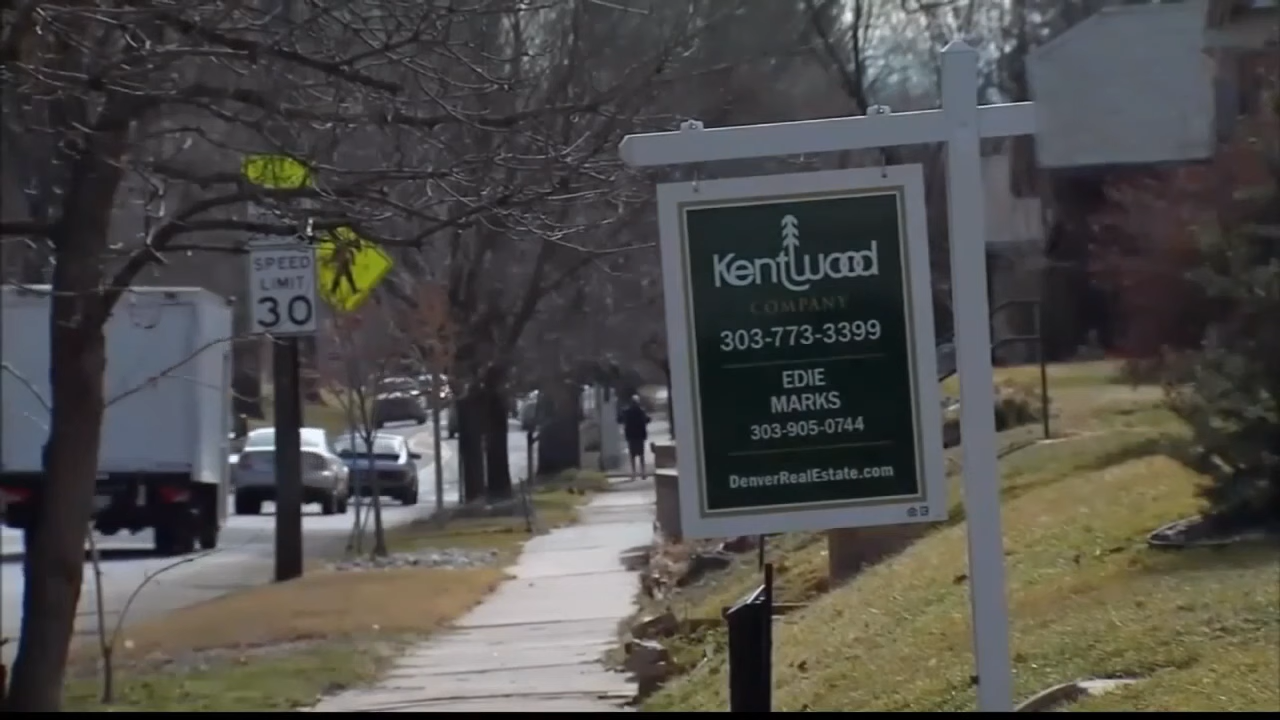 SPEED
LIMIT
30
Kentwood
COMPANY
303-773-3399
EDIE
MARKS
303-905-0744
DenverRealEstate.com